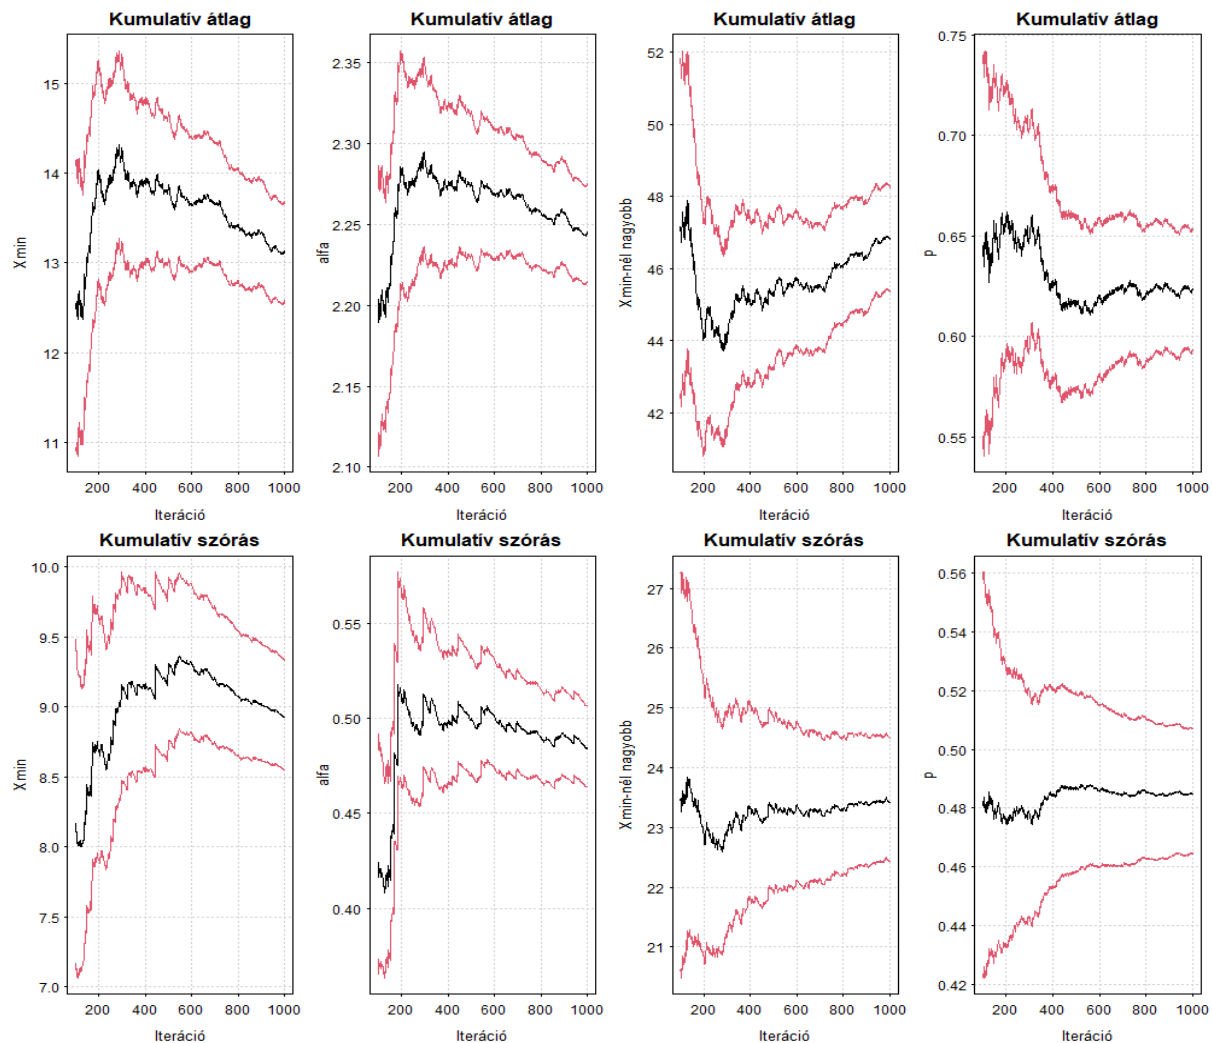 Kumulatív átlag
Kumulatív átlag
Kumulatív átlag
Kumulatív átlag
Xmin
15
14
13
12
11
200 400 600 800 1000
Iteráció
alfa
2.35
2.30
2.25
2.20
2.15
2.10
200 400 600 800 1000
Iteráció
Xmin-nél nagyobb
52
50
48
46
44
42
200 400 600 800 1000
Iteráció
p
0.75
0.70
0.65
0.60
0.55
200 400 600 800 1000
Iteráció
Kumulatív szórás
Kumulatív szórás
Kumulatív szórás
Kumulatív szórás
Xmin
10.0
9.5
9.0
8.5
8.0
7.5
7.0
200 400 600 800 1000
Iteráció
alfa
0.55
0.50
0.45
0.40
200 400 600 800 1000
Iteráció
Xmin-nél nagyobb
27
26
25
24
23
22
21
200 400 600 800 1000
Iteráció
p
0.56
0.54
0.52
0.50
0.48
0.46
0.44
0.42
200 400 600 800 1000
Iteráció